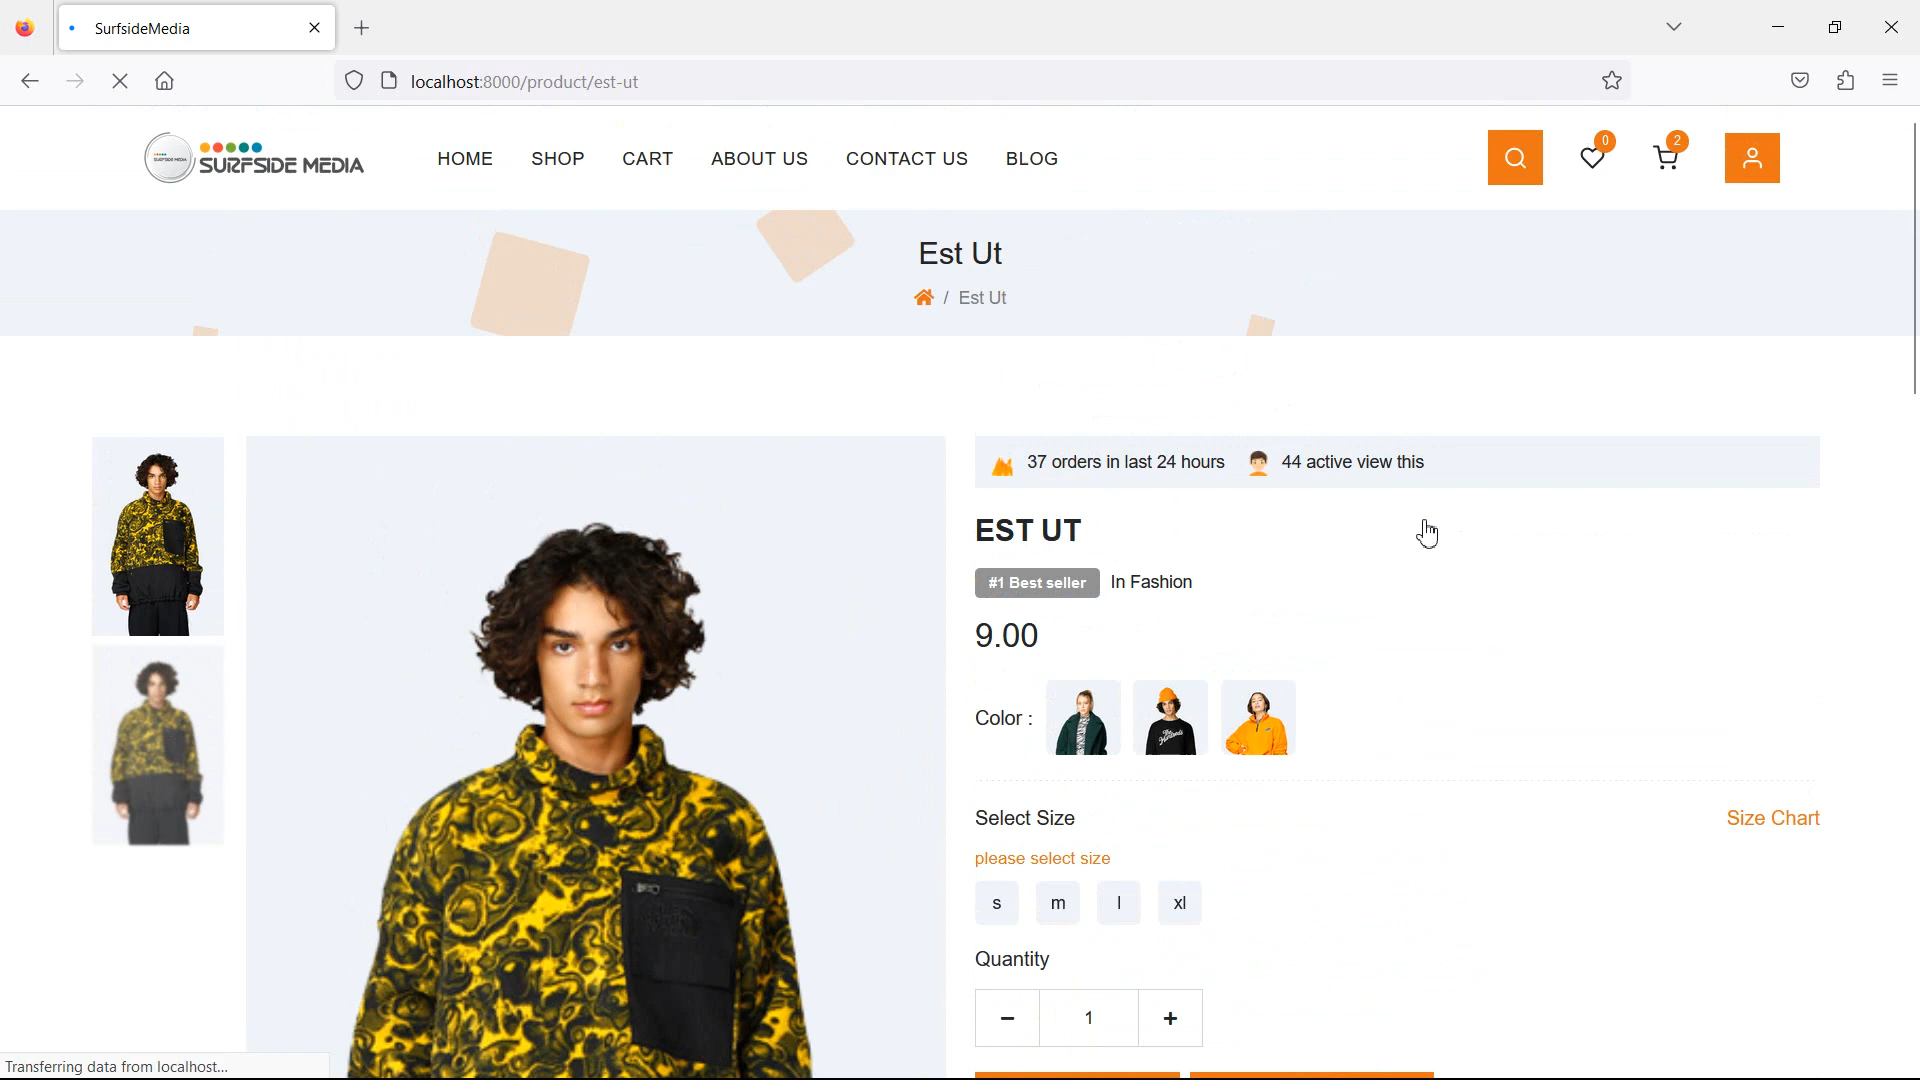 SurfsideMedia
localhost:8000/product/est-ut
SURFSIDE MEDIA
HOME SHOP CART ABOUT US CONTACT US BLOG
0
2
Est Ut
/ Est Ut
37 orders in last 24 hours 44 active view this
EST UT
#1 Best seller In Fashion
9.00
Color :
Select Size Size Chart
please select size
s m l xl
Quantity
− 1 +
Transferring data from localhost...